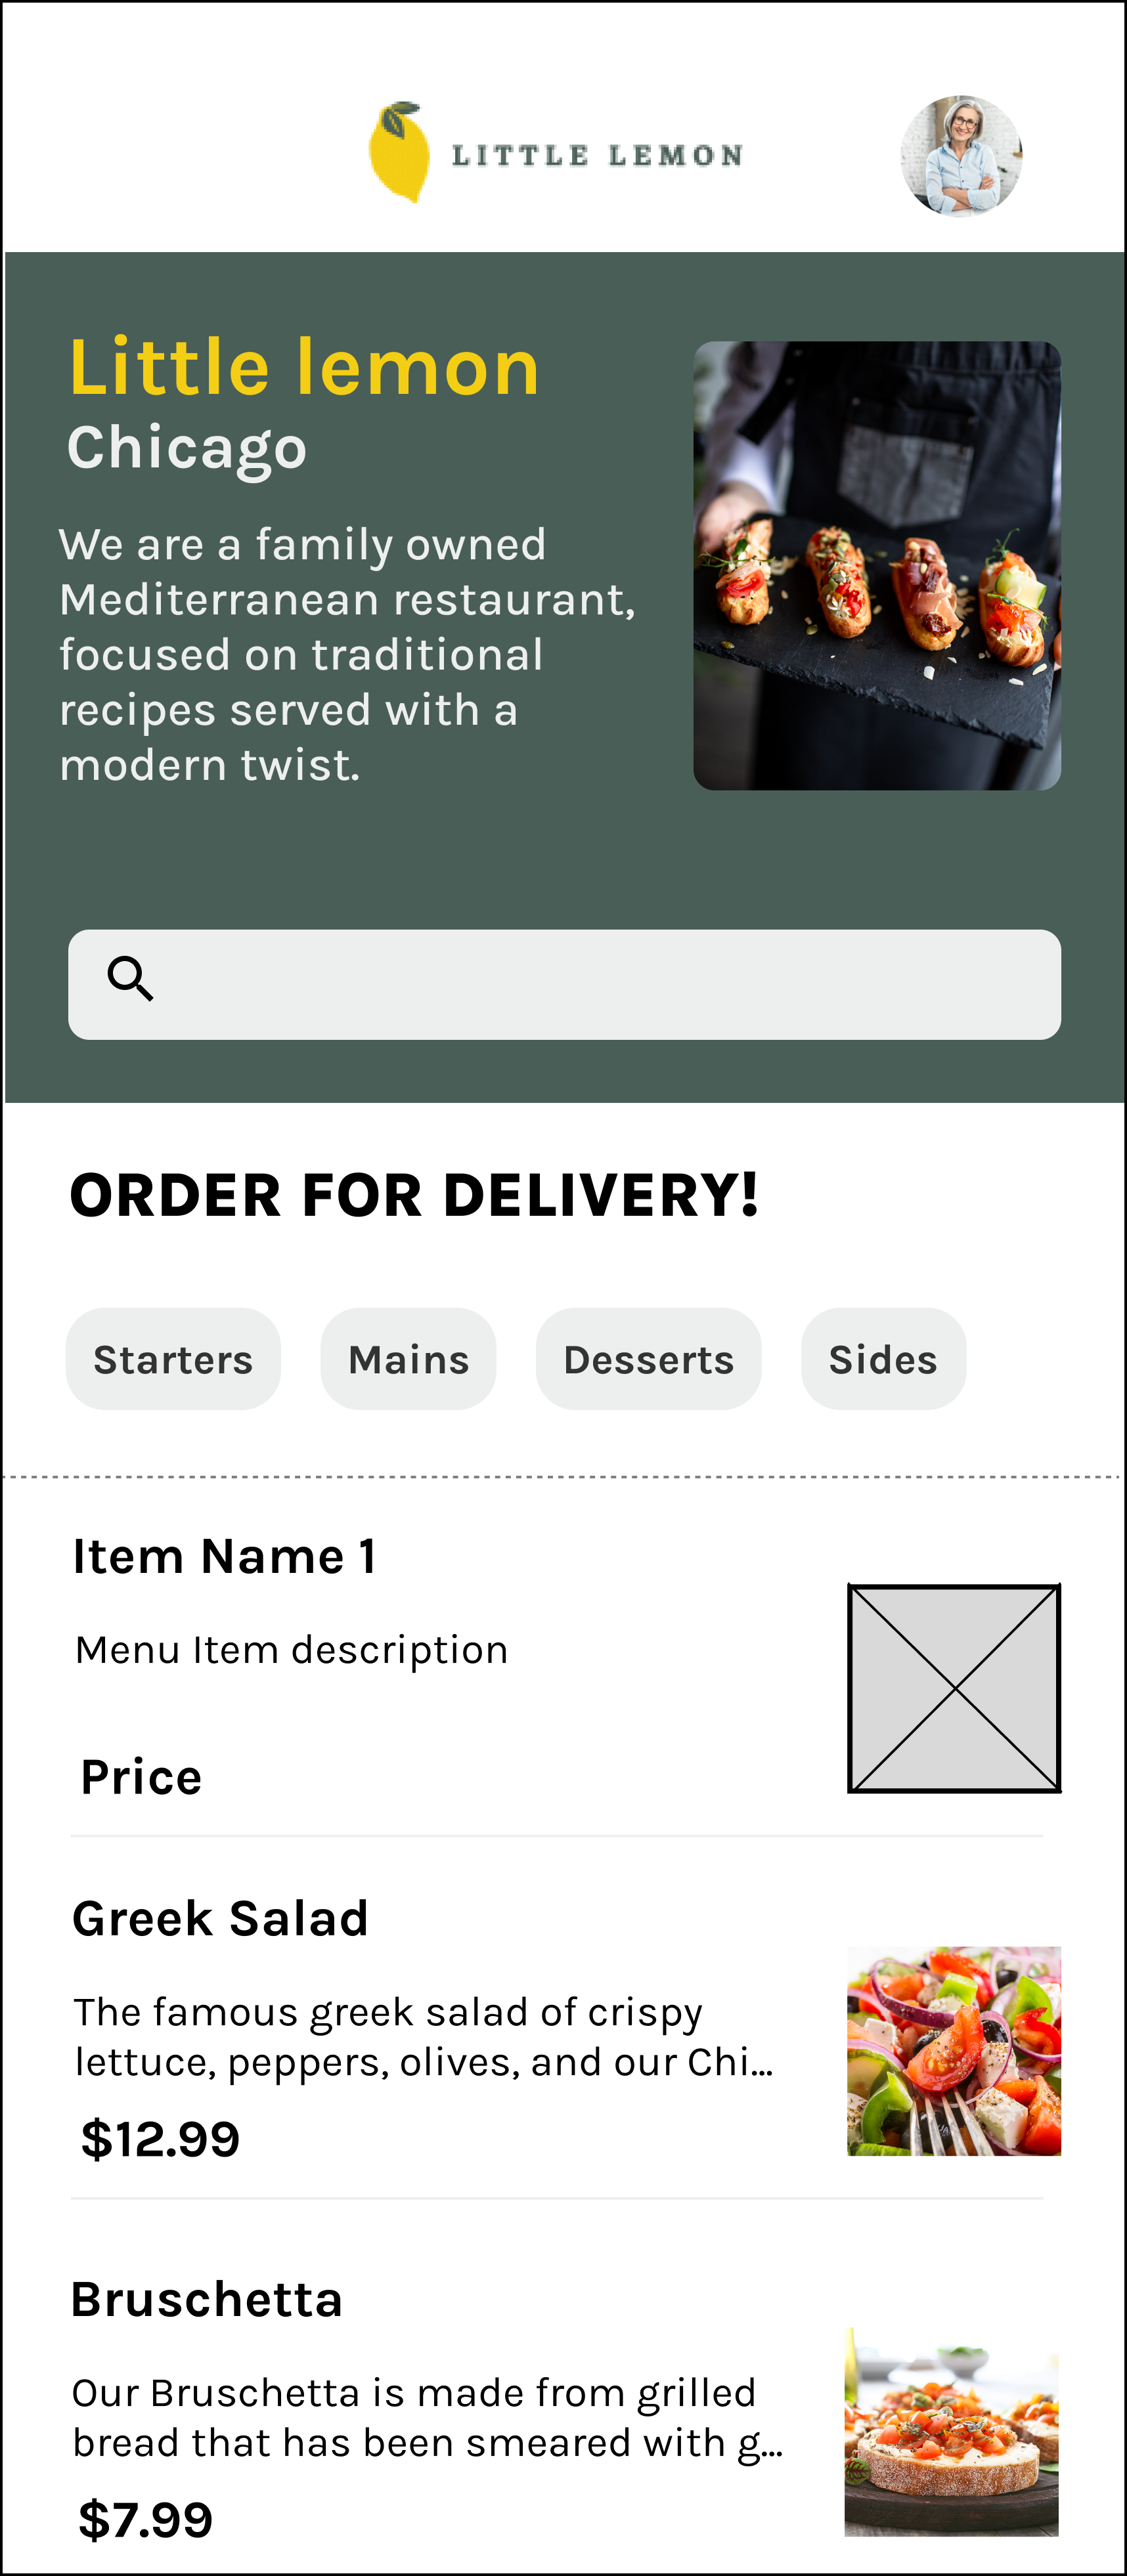 LITTLE LEMON
Little lemon
Chicago
We are a family owned
Mediterranean restaurant,
focused on traditional
recipes served with a
modern twist.
ORDER FOR DELIVERY!
Starters Mains Desserts Sides
Item Name 1
Menu Item description
Price
Greek Salad
The famous greek salad of crispy
lettuce, peppers, olives, and our Chi...
$12.99
Bruschetta
Our Bruschetta is made from grilled
bread that has been smeared with g...
$7.99